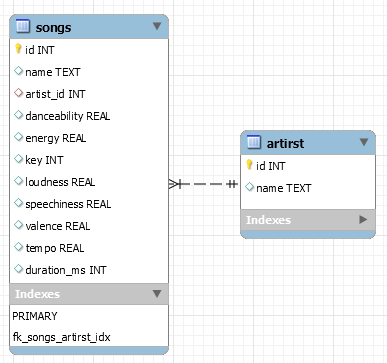 songs
id INT
name TEXT
artist_id INT
danceability REAL
energy REAL
key INT
loudness REAL
speechiness REAL
valence REAL
tempo REAL
duration_ms INT
Indexes
PRIMARY
fk_songs_artirst_idx
artirst
id INT
name TEXT
Indexes